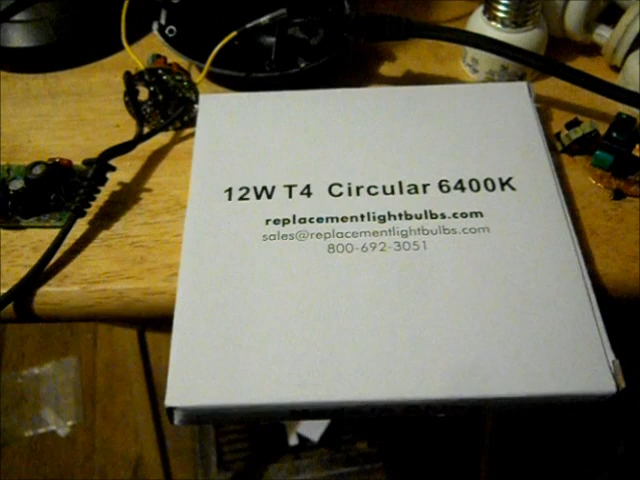 12W T4 Circular 6400K
replacementlightbulbs.com
sales@replacementlightbulbs.com
800-692-3051